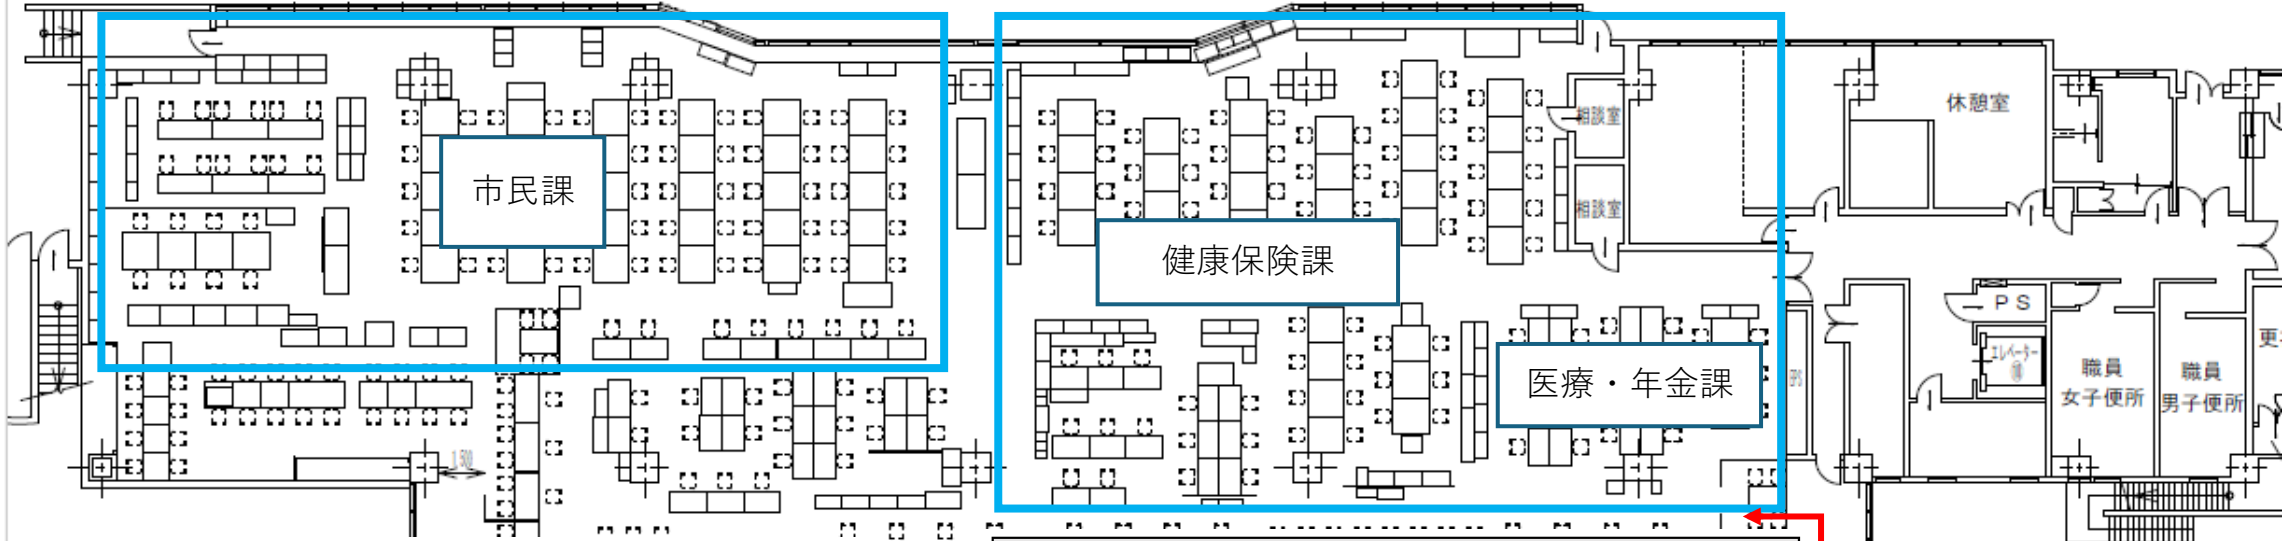 市民課
健康保険課
医療・年金課
相談室
相談室
休憩室
PS
エレベーター
職員
女子便所
職員
男子便所
更
EPS